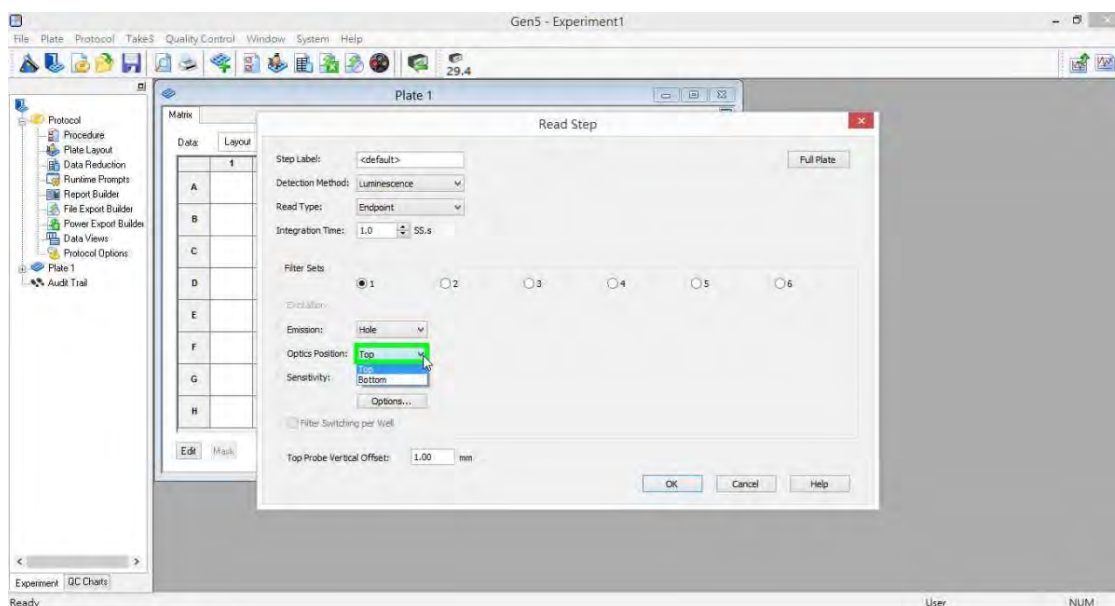 Gen5 - Experiment1
File Plate Protocol Take3 Quality Control Window System Help
29.4
Plate 1
Matrix
Data: Layout
1
A
B
C
D
E
F
G
H
Edit Mask
Protocol
Procedure
Plate Layout
Data Reduction
Runtime Prompts
Report Builder
File Export Builder
Power Export Builder
Data Views
Protocol Options
Plate 1
Audit Trail
Experiment QC Charts
Read Step
Step Label: <default>
Full Plate
Detection Method: Luminescence
Read Type: Endpoint
Integration Time: 1.0 SS.s
Filter Sets
1 2 3 4 5 6
Excitation:
Emission: Hole
Optics Position: Top
Top
Sensitivity: Bottom
Options...
Filter Switching per Well
Top Probe Vertical Offset: 1.00 mm
OK Cancel Help
Ready User NUM